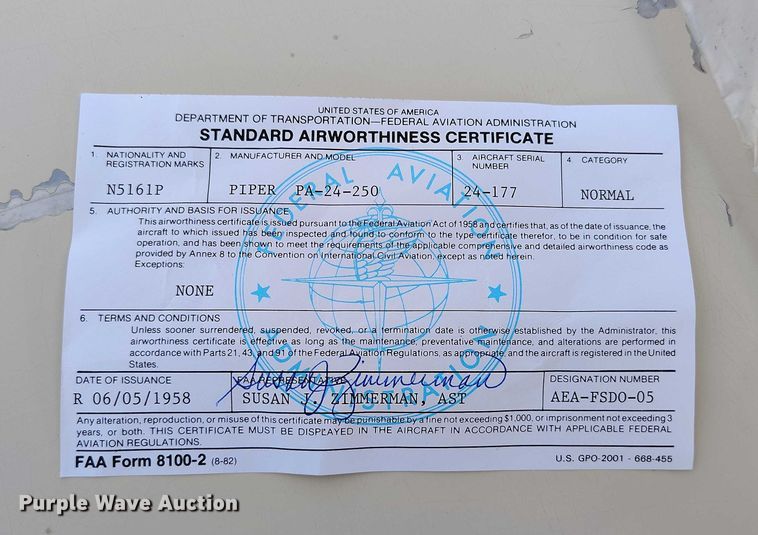 UNITED STATES OF AMERICA
DEPARTMENT OF TRANSPORTATION—FEDERAL AVIATION ADMINISTRATION
STANDARD AIRWORTHINESS CERTIFICATE
1. NATIONALITY AND REGISTRATION MARKS
N5161P
2. MANUFACTURER AND MODEL
PIPER PA-24-250
3. AIRCRAFT SERIAL NUMBER
24-177
4. CATEGORY
NORMAL
5. AUTHORITY AND BASIS FOR ISSUANCE
This airworthiness certificate is issued pursuant to the Federal Aviation Act of 1958 and certifies that, as of the date of issuance, the
aircraft to which issued has been inspected and found to conform to the type certificate therefor, to be in condition for safe
operation, and has been shown to meet the requirements of the applicable comprehensive and detailed airworthiness code as
provided by Annex 8 to the Convention on International Civil Aviation, except as noted herein.
Exceptions:
NONE
6. TERMS AND CONDITIONS
Unless sooner surrendered, suspended, revoked, or a termination date is otherwise established by the Administrator, this
airworthiness certificate is effective as long as the maintenance, preventative maintenance, and alterations are performed in
accordance with Parts 21, 43, and 91 of the Federal Aviation Regulations, as appropriate, and the aircraft is registered in the United
States.
DATE OF ISSUANCE
R 06/05/1958
FAA REPRESENTATIVE
Susan J. Zimmerman
SUSAN J. ZIMMERMAN, AST
DESIGNATION NUMBER
AEA-FSDO-05
Any alteration, reproduction, or misuse of this certificate may be punishable by a fine not exceeding $1,000, or imprisonment not exceeding 3
years, or both. THIS CERTIFICATE MUST BE DISPLAYED IN THE AIRCRAFT IN ACCORDANCE WITH APPLICABLE FEDERAL
AVIATION REGULATIONS.
FAA Form 8100-2 (8-82)
U.S. GPO-2001 - 668-455
FEDERAL AVIATION
ADMINISTRATION
Purple Wave Auction